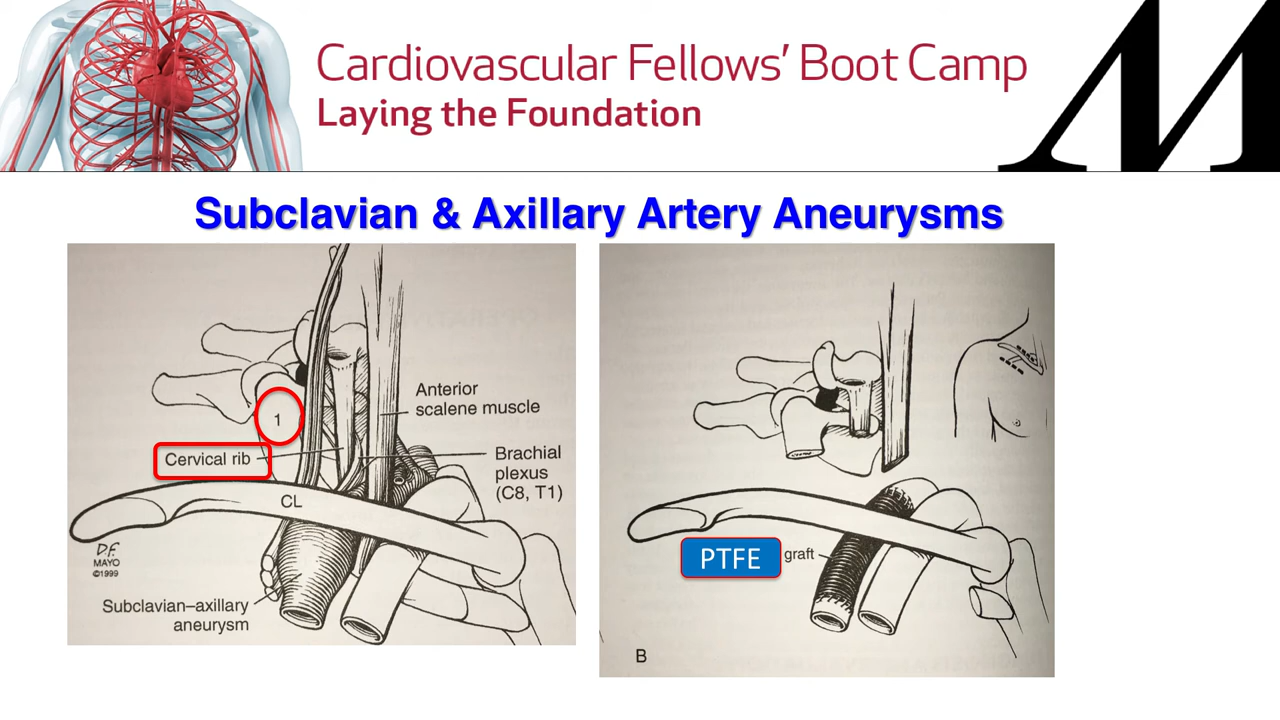 Cardiovascular Fellows' Boot Camp
Laying the Foundation
M
Subclavian & Axillary Artery Aneurysms
Anterior
scalene muscle
1
Cervical rib
Brachial
plexus
(C8, T1)
CL
D.F.
MAYO
©1999
Subclavian–axillary
aneurysm
PTFE
graft
B